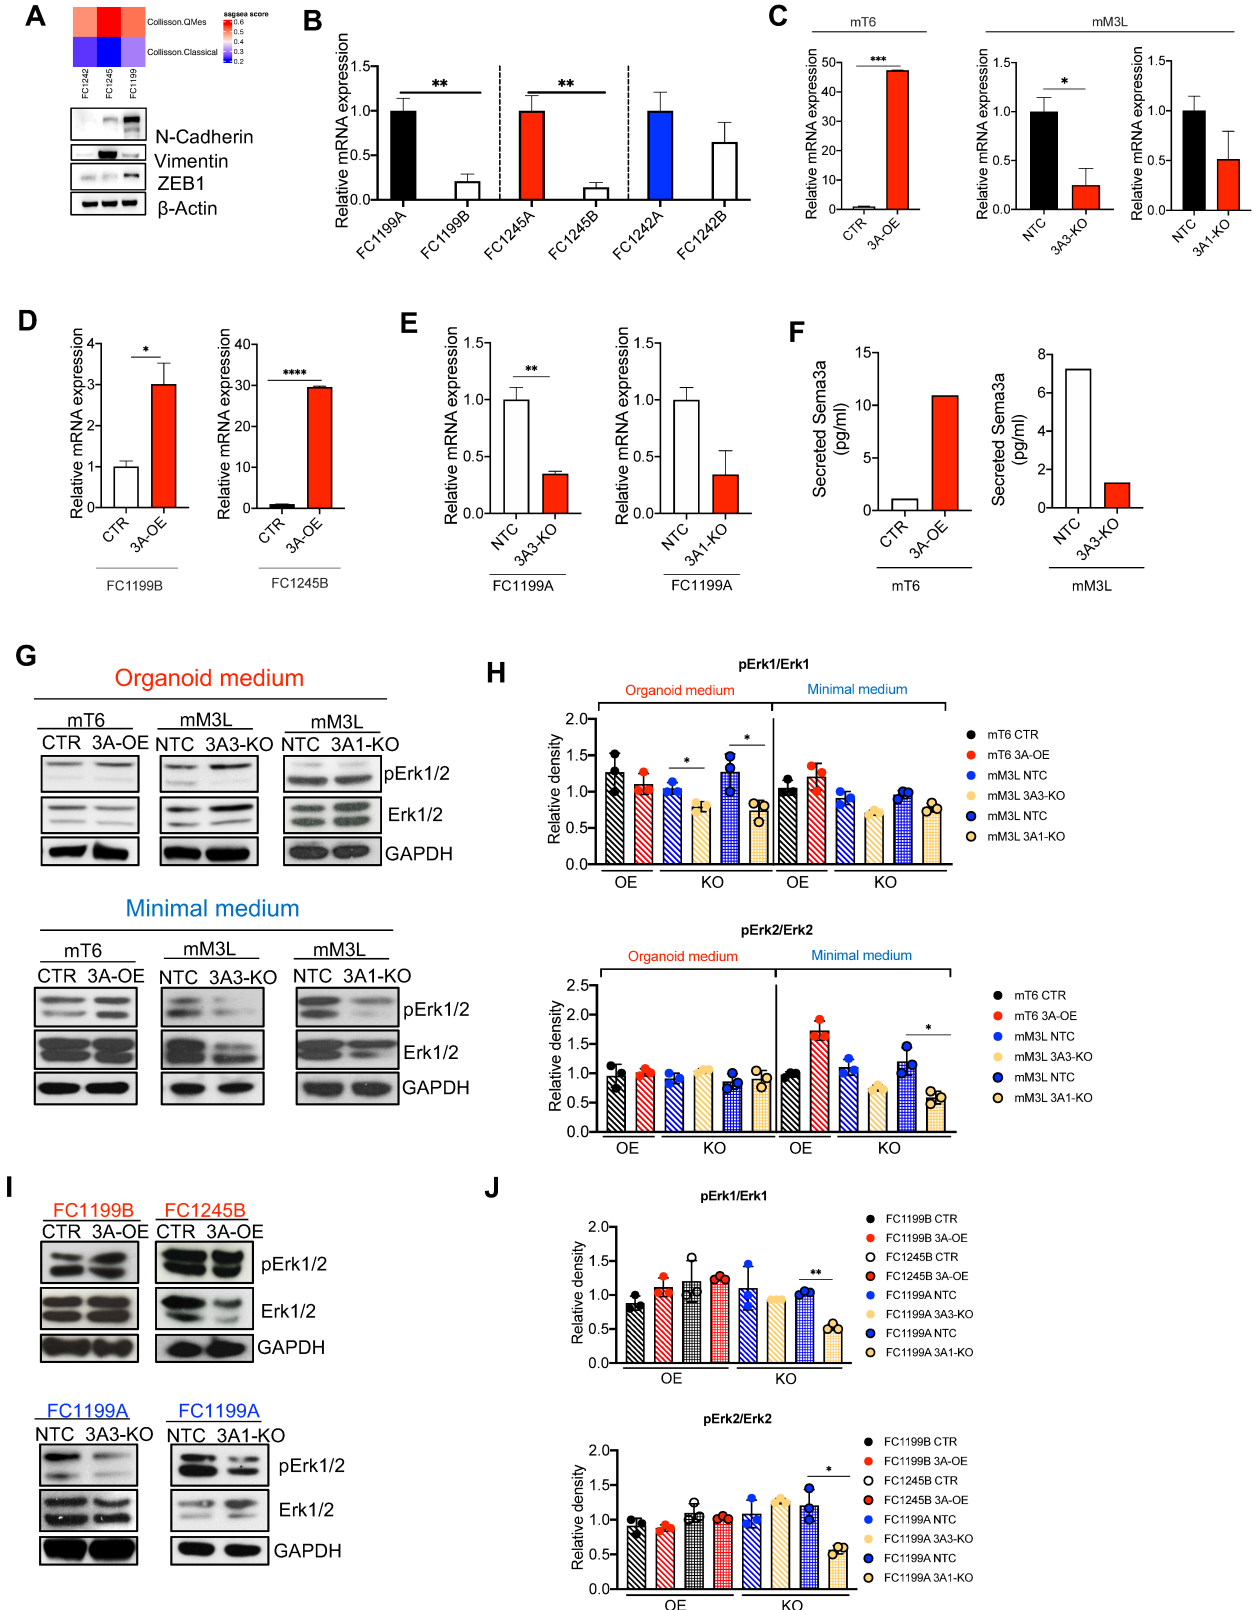 A
ssgsea score
Collisson.QMes
Collisson.Classical
0.6
0.5
0.4
0.3
0.2
FC1242
FC1245
FC1199
N-Cadherin
Vimentin
ZEB1
β-Actin
B
Relative mRNA expression
1.5
1.0
0.5
0.0
**
**
FC1199A
FC1199B
FC1245A
FC1245B
FC1242A
FC1242B
C
mT6
mM3L
Relative mRNA expression
50
40
30
20
10
0
***
CTR
3A-OE
Relative mRNA expression
1.5
1.0
0.5
0.0
*
NTC
3A3-KO
Relative mRNA expression
1.5
1.0
0.5
0.0
NTC
3A1-KO
D
Relative mRNA expression
4
3
2
1
0
*
CTR
3A-OE
FC1199B
Relative mRNA expression
40
30
20
10
0
****
CTR
3A-OE
FC1245B
E
Relative mRNA expression
1.5
1.0
0.5
0.0
**
NTC
3A3-KO
FC1199A
Relative mRNA expression
1.5
1.0
0.5
0.0
NTC
3A1-KO
FC1199A
F
Secreted Sema3a
(pg/ml)
15
10
5
0
CTR
3A-OE
mT6
Secreted Sema3a
(pg/ml)
8
6
4
2
0
NTC
3A3-KO
mM3L
G
Organoid medium
mT6
mM3L
mM3L
CTR 3A-OE
NTC 3A3-KO
NTC 3A1-KO
pErk1/2
Erk1/2
GAPDH
Minimal medium
mT6
mM3L
mM3L
CTR 3A-OE
NTC 3A3-KO
NTC 3A1-KO
pErk1/2
Erk1/2
GAPDH
H
pErk1/Erk1
Organoid medium
Minimal medium
Relative density
2.0
1.5
1.0
0.5
0.0
*
*
OE
KO
OE
KO
mT6 CTR
mT6 3A-OE
mM3L NTC
mM3L 3A3-KO
mM3L NTC
mM3L 3A1-KO
pErk2/Erk2
Organoid medium
Minimal medium
Relative density
2.5
2.0
1.5
1.0
0.5
0.0
*
OE
KO
OE
KO
mT6 CTR
mT6 3A-OE
mM3L NTC
mM3L 3A3-KO
mM3L NTC
mM3L 3A1-KO
I
FC1199B
FC1245B
CTR 3A-OE
CTR 3A-OE
pErk1/2
Erk1/2
GAPDH
FC1199A
FC1199A
NTC 3A3-KO
NTC 3A1-KO
pErk1/2
Erk1/2
GAPDH
J
pErk1/Erk1
Relative density
2.0
1.5
1.0
0.5
0.0
**
OE
KO
FC1199B CTR
FC1199B 3A-OE
FC1245B CTR
FC1245B 3A-OE
FC1199A NTC
FC1199A 3A3-KO
FC1199A NTC
FC1199A 3A1-KO
pErk2/Erk2
Relative density
2.0
1.5
1.0
0.5
0.0
*
OE
KO
FC1199B CTR
FC1199B 3A-OE
FC1245B CTR
FC1245B 3A-OE
FC1199A NTC
FC1199A 3A3-KO
FC1199A NTC
FC1199A 3A1-KO